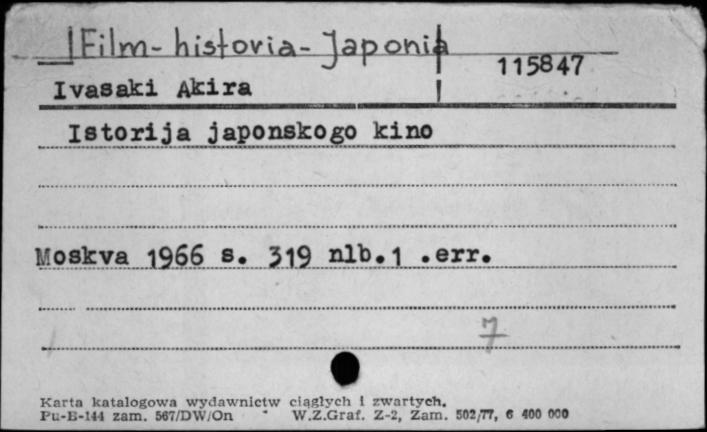 Film - historia - Japonia
115847
Ivasaki Akira
Istorija japonskogo kino
Moskva 1966 s. 319 nlb.1 .err.
7
Karta katalogowa wydawnictw ciągłych i zwartych.
Pu-B-144 zam. 567/DW/On W.Z.Graf. Z-2, Zam. 502/77, 6 400 000